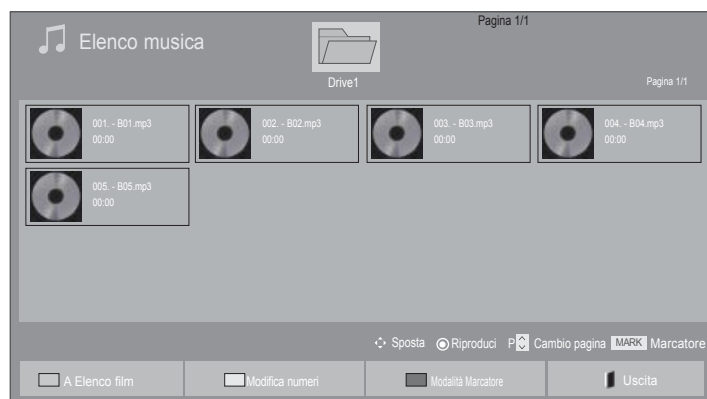 Pagina 1/1
Elenco musica
Drive1
Pagina 1/1
001. - B01.mp3
00:00
002. - B02.mp3
00:00
003. - B03.mp3
00:00
004. - B04.mp3
00:00
005. - B05.mp3
00:00
Sposta Riproduci P Cambio pagina MARK Marcatore
A Elenco film Modifica numeri Modalità Marcatore Uscita